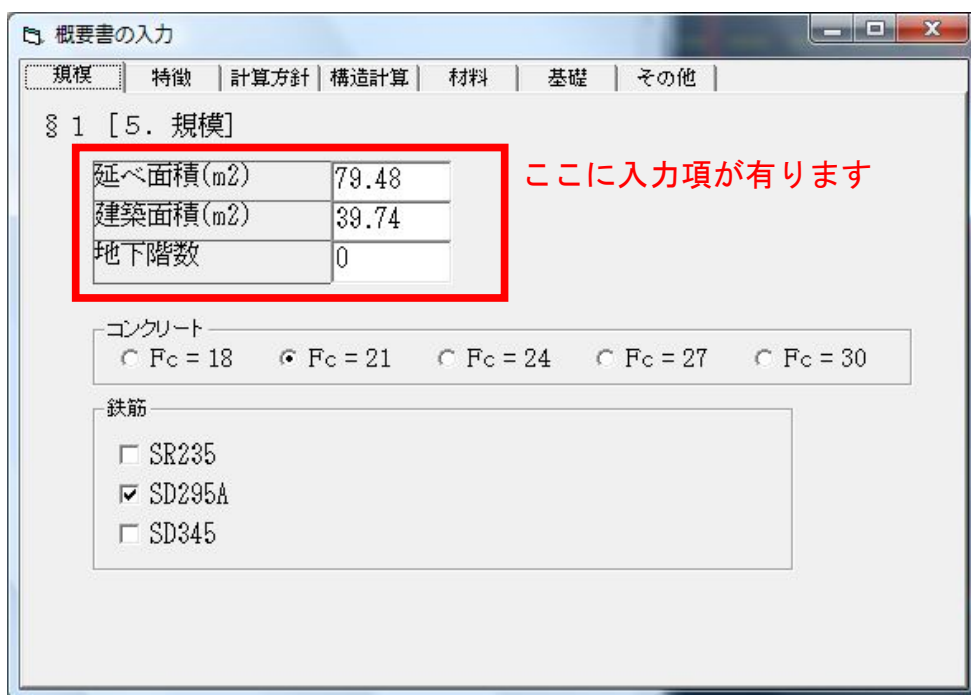 概要書の入力
規模 特徴 計算方針 構造計算 材料 基礎 その他
§1 [5. 規模]
延べ面積(m2) 79.48
ここに入力項が有ります
建築面積(m2) 39.74
地下階数 0
コンクリート
Fc = 18 Fc = 21 Fc = 24 Fc = 27 Fc = 30
鉄筋
SR235
SD295A
SD345